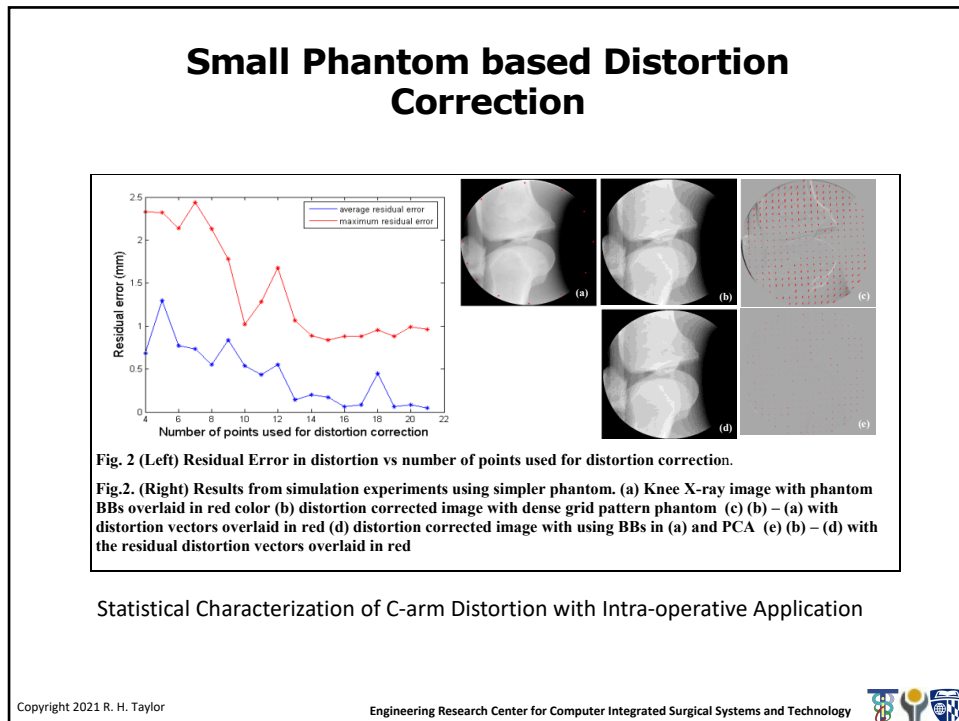 Small Phantom based Distortion
Correction
2.5
2
1.5
1
0.5
0
Residual error (mm)
average residual error
maximum residual error
4 6 8 10 12 14 16 18 20 22
Number of points used for distortion correction
(a)
(b)
(c)
(d)
(e)
Fig. 2 (Left) Residual Error in distortion vs number of points used for distortion correction.
Fig.2. (Right) Results from simulation experiments using simpler phantom. (a) Knee X-ray image with phantom
BBs overlaid in red color (b) distortion corrected image with dense grid pattern phantom (c) (b) – (a) with
distortion vectors overlaid in red (d) distortion corrected image with using BBs in (a) and PCA (e) (b) – (d) with
the residual distortion vectors overlaid in red
Statistical Characterization of C-arm Distortion with Intra-operative Application
Copyright 2021 R. H. Taylor
Engineering Research Center for Computer Integrated Surgical Systems and Technology